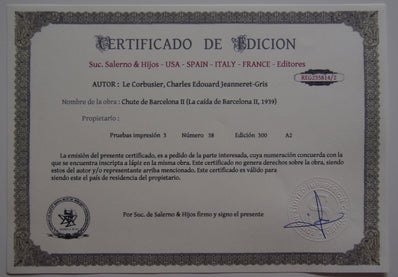 CERTIFICADO DE EDICION
Suc. Salerno & Hijos - USA - SPAIN - ITALY - FRANCE - Editores
REG255814/E
AUTOR : Le Corbusier, Charles Edouard Jeanneret-Gris
Nombre de la obra : Chute de Barcelona II (La caída de Barcelona II, 1939)
Propietario :
Pruebas impresión 3 Número 38 Edición 300 A2
La emisión del presente certificado, es a pedido de la parte interesada, cuya numeración concuerda con la
que se encuentra inscripta a lápiz en la misma obra. Este certificado no genera derechos sobre la obra, siendo
estos del autor y/o representante arriba mencionado. Este certificado es válido para
siendo este el país de residencia del propietario.
Por Soc. de Salerno & Hijos firmo y signo el presente